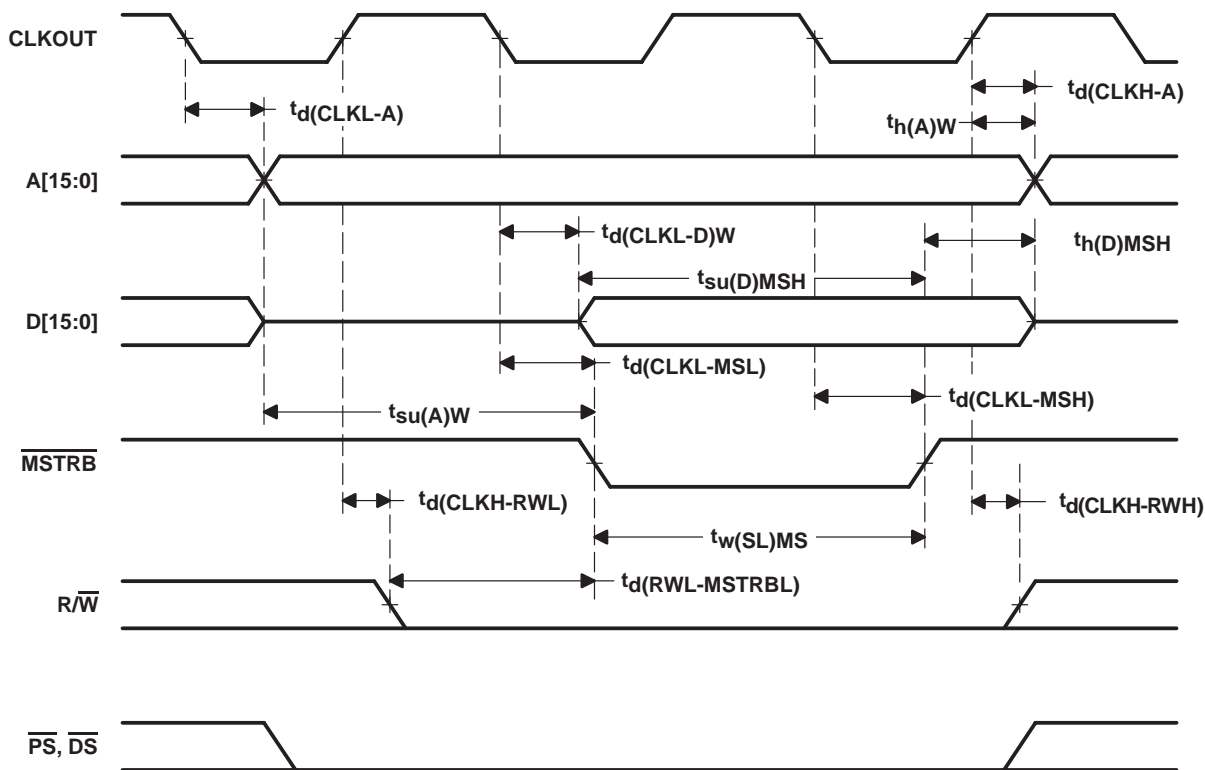 CLKOUT
td(CLKL-A)
td(CLKH-A)
th(A)W
A[15:0]
td(CLKL-D)W
th(D)MSH
tsu(D)MSH
D[15:0]
td(CLKL-MSL)
td(CLKL-MSH)
tsu(A)W
MSTRB
td(CLKH-RWL)
td(CLKH-RWH)
tw(SL)MS
td(RWL-MSTRBL)
R/W
PS, DS